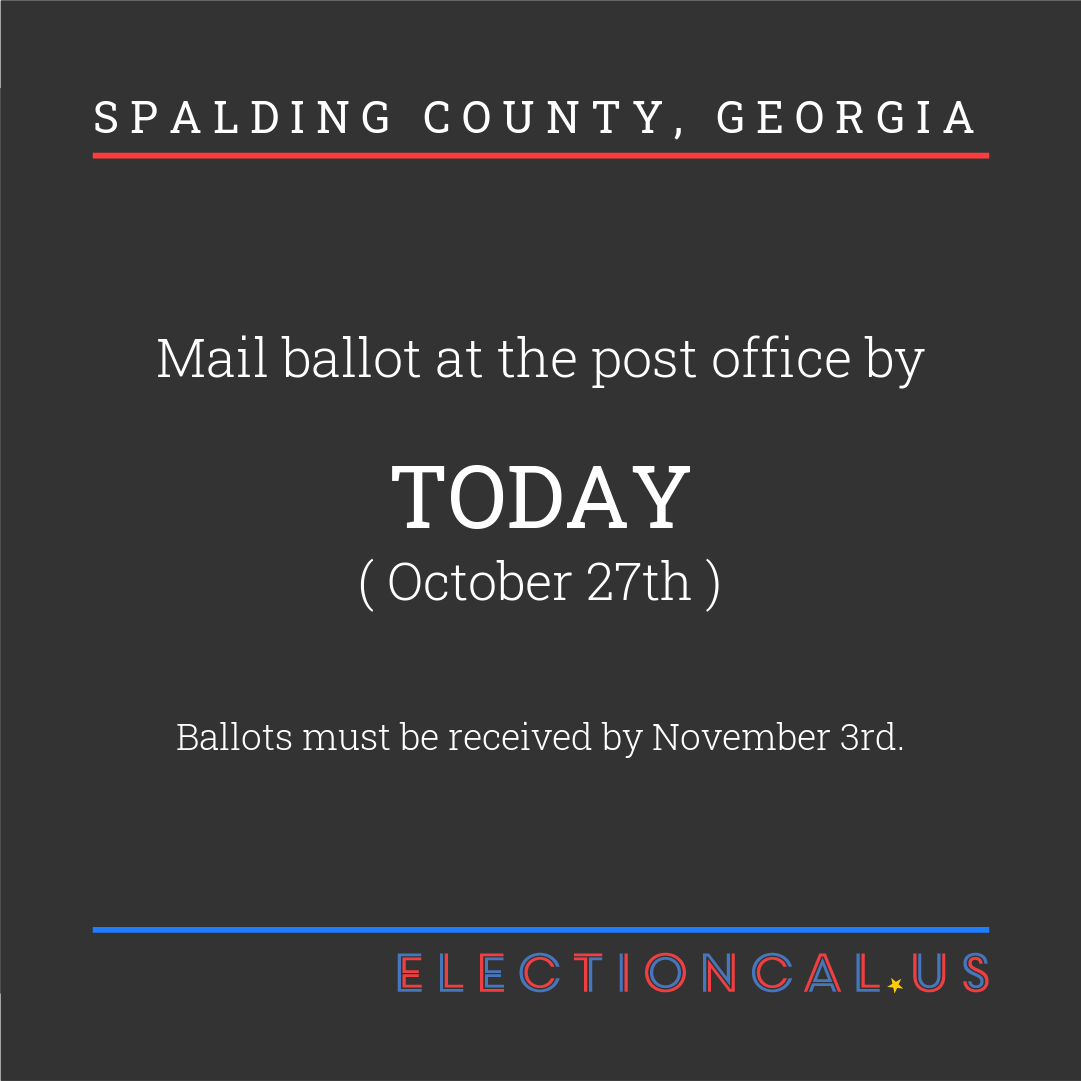 SPALDING COUNTY, GEORGIA
Mail ballot at the post office by
TODAY
( October 27th )
Ballots must be received by November 3rd.
ELECTIONCAL.US